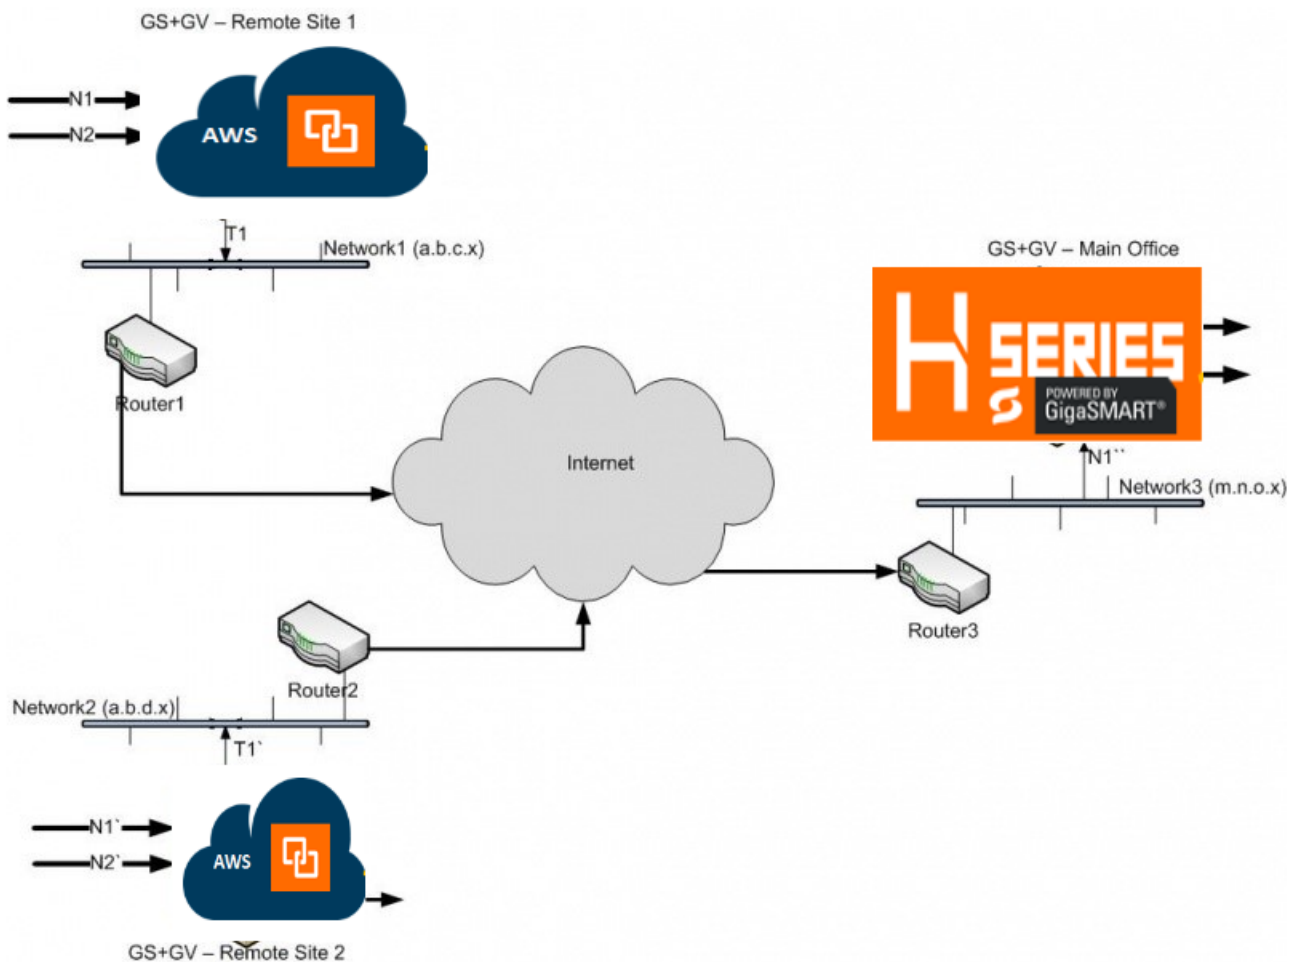 GS+GV – Remote Site 1
N1
N2
AWS
T1
Network1 (a.b.c.x)
Router1
Internet
GS+GV – Main Office
H SERIES
POWERED BY
GigaSMART®
N1``
Network3 (m.n.o.x)
Router3
Router2
Network2 (a.b.d.x)
T1`
N1`
N2`
AWS
GS+GV – Remote Site 2